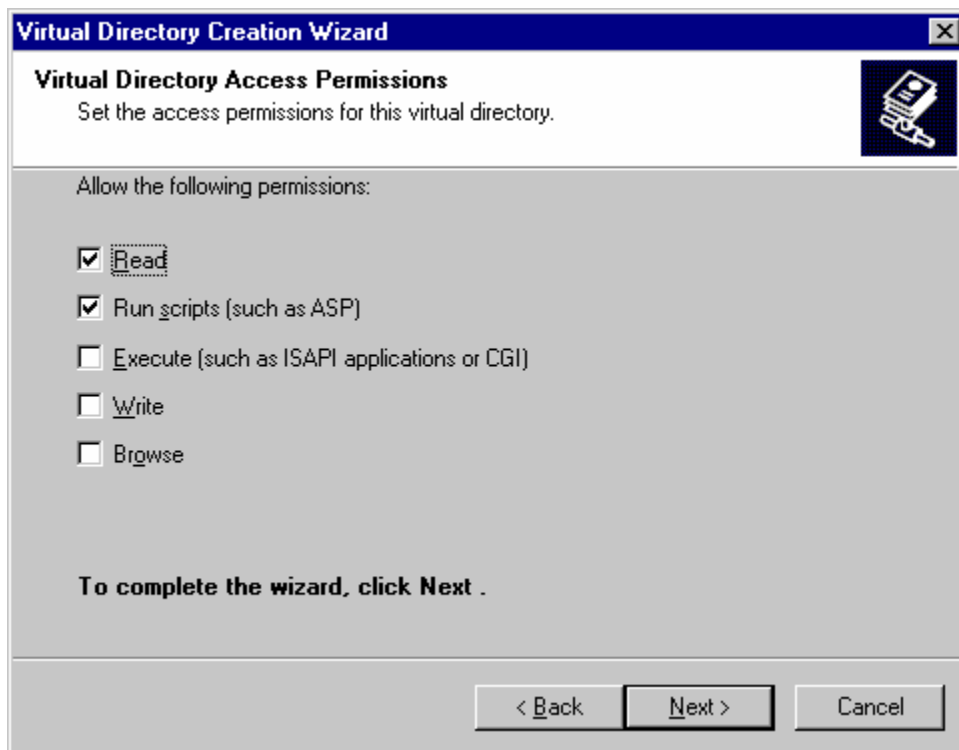 Virtual Directory Creation Wizard
Virtual Directory Access Permissions
Set the access permissions for this virtual directory.
Allow the following permissions:
Read
Run scripts (such as ASP)
Execute (such as ISAPI applications or CGI)
Write
Browse
To complete the wizard, click Next .
< Back Next > Cancel